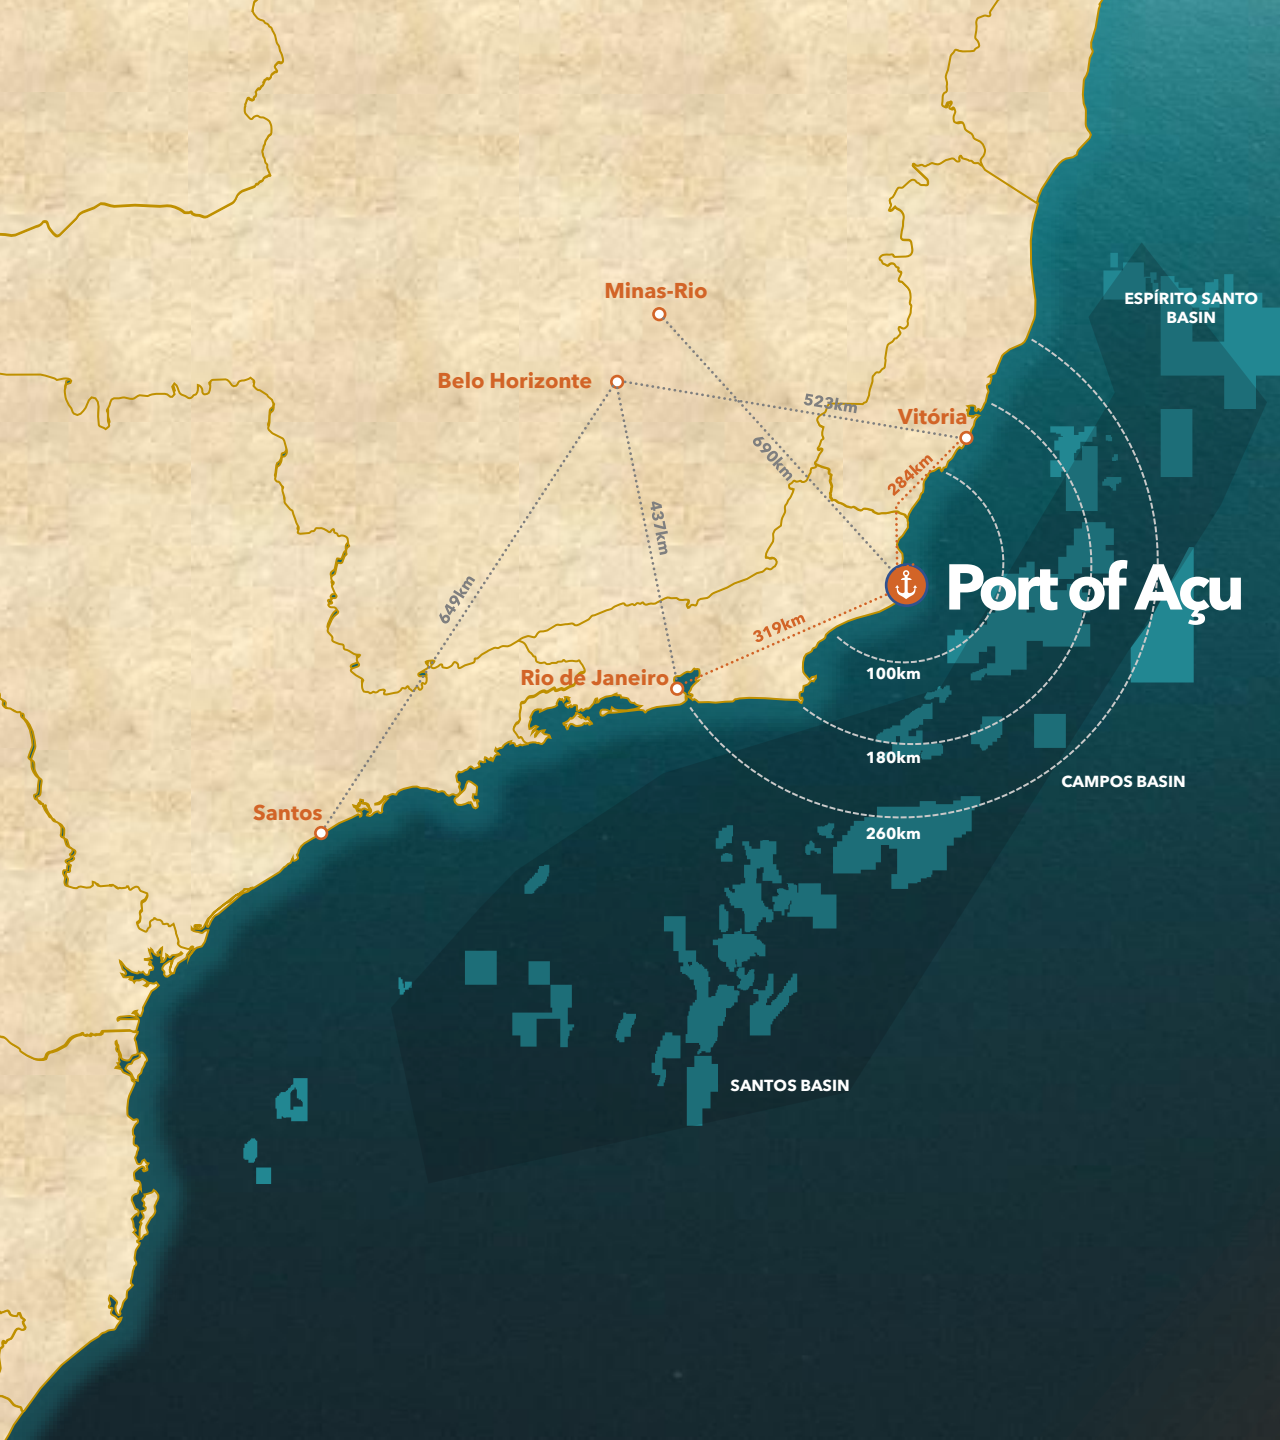 Minas-Rio
ESPÍRITO SANTO
BASIN
Belo Horizonte
523km
Vitória
690km
284km
437km
Port of Açu
649km
319km
Rio de Janeiro
100km
180km
CAMPOS BASIN
Santos
260km
SANTOS BASIN